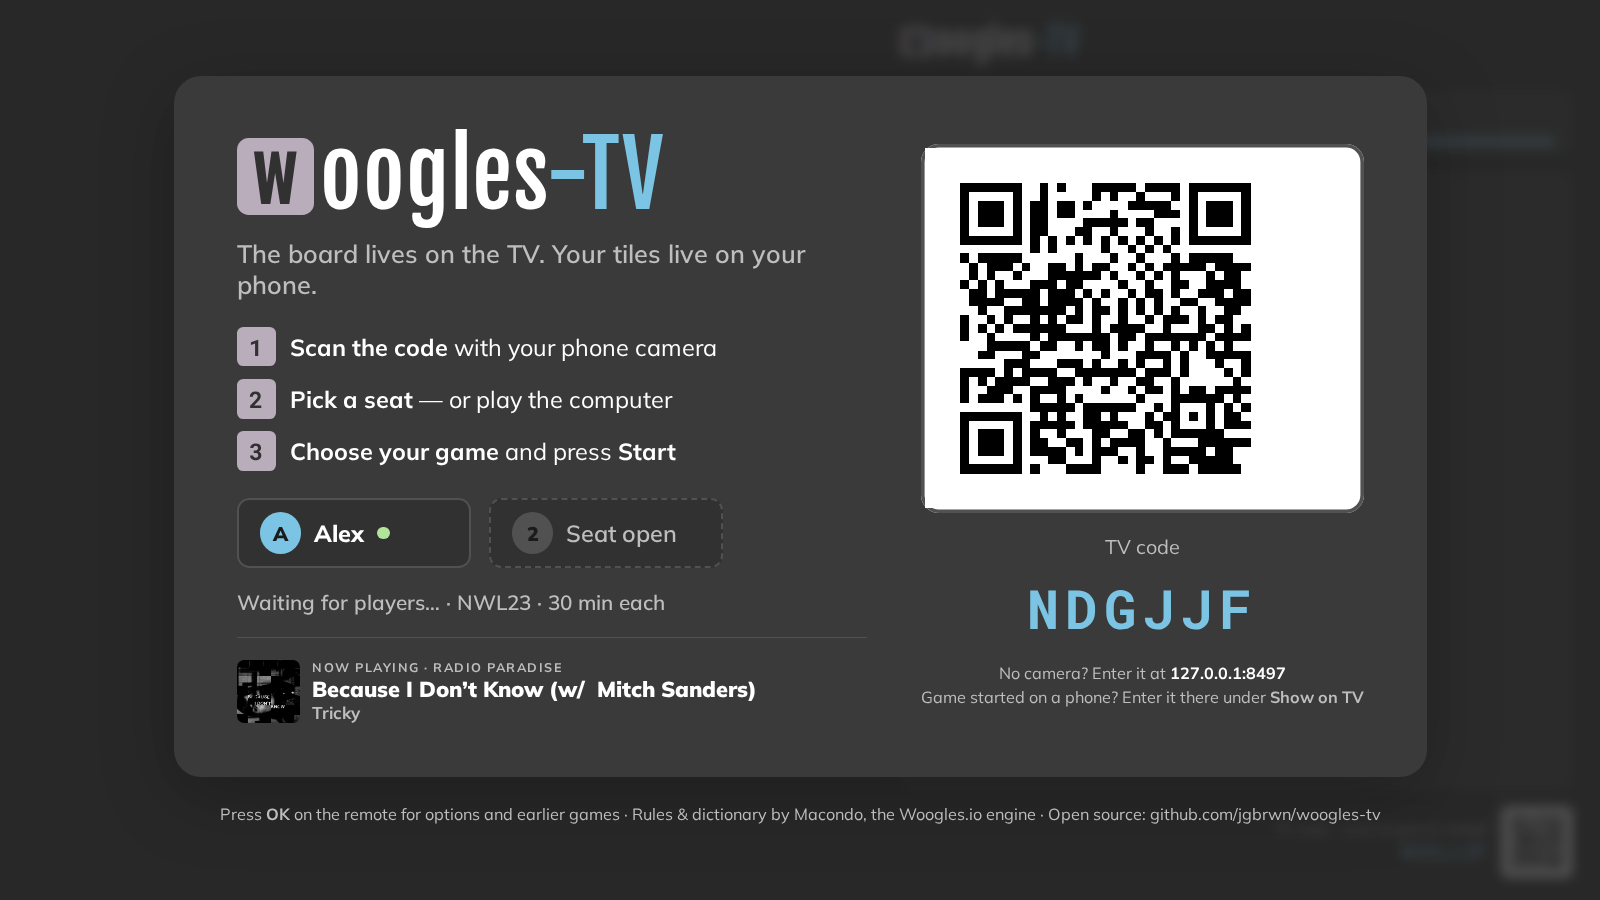 Woogles-TV
The board lives on the TV. Your tiles live on your
phone.
1 Scan the code with your phone camera
2 Pick a seat — or play the computer
3 Choose your game and press Start
A Alex
2 Seat open
Waiting for players... · NWL23 · 30 min each
NOW PLAYING · RADIO PARADISE
Because I Don’t Know (w/  Mitch Sanders)
Tricky
TV code
NDGJJF
No camera? Enter it at 127.0.0.1:8497
Game started on a phone? Enter it there under Show on TV
Press OK on the remote for options and earlier games · Rules & dictionary by Macondo, the Woogles.io engine · Open source: github.com/jgbrwn/woogles-tv